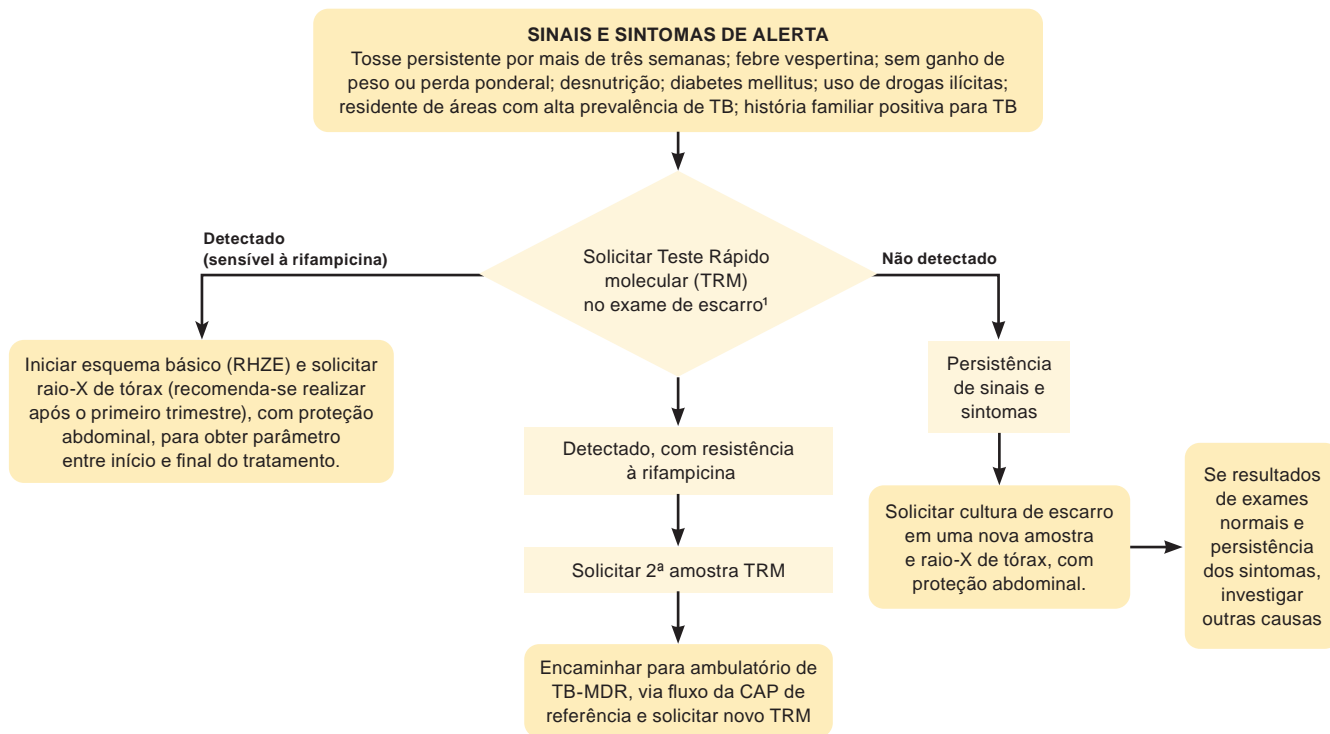 SINAIS E SINTOMAS DE ALERTA
Tosse persistente por mais de três semanas; febre vespertina; sem ganho de
peso ou perda ponderal; desnutrição; diabetes mellitus; uso de drogas ilícitas;
residente de áreas com alta prevalência de TB; história familiar positiva para TB
Solicitar Teste Rápido
molecular (TRM)
no exame de escarro¹
Detectado
(sensível à rifampicina)
Iniciar esquema básico (RHZE) e solicitar
raio-X de tórax (recomenda-se realizar
após o primeiro trimestre), com proteção
abdominal, para obter parâmetro
entre início e final do tratamento.
Detectado, com resistência
à rifampicina
Solicitar 2ª amostra TRM
Encaminhar para ambulatório de
TB-MDR, via fluxo da CAP de
referência e solicitar novo TRM
Não detectado
Persistência
de sinais e
sintomas
Solicitar cultura de escarro
em uma nova amostra
e raio-X de tórax, com
proteção abdominal.
Se resultados
de exames
normais e
persistência
dos sintomas,
investigar
outras causas